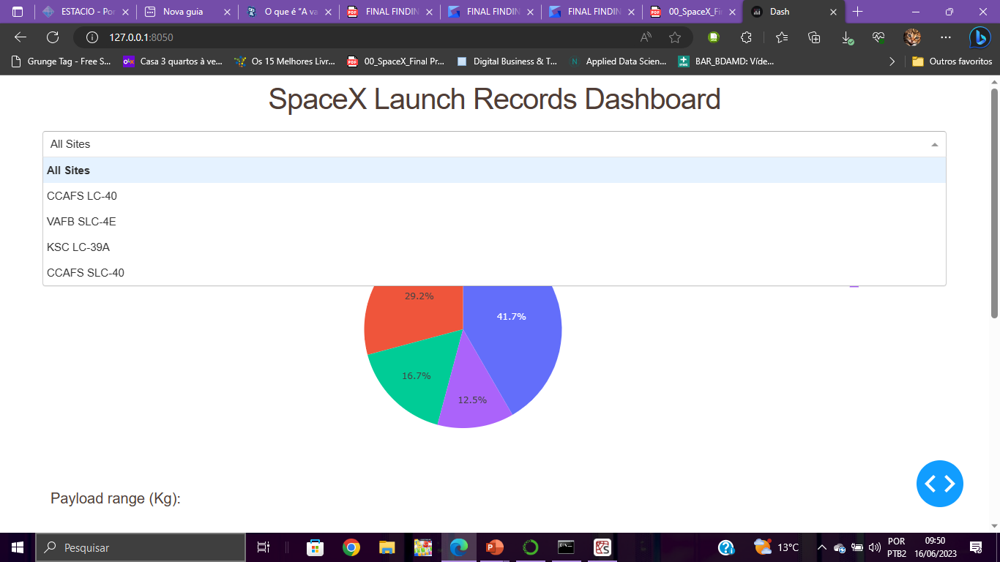 ESTACIO - Por
Nova guia
O que é "A va
FINAL FINDIN
FINAL FINDIN
FINAL FINDIN
00_SpaceX_Fi
Dash
127.0.0.1:8050
Grunge Tag - Free S...
Casa 3 quartos à ve...
Os 15 Melhores Livr...
00_SpaceX_Final Pr...
Digital Business & T...
Applied Data Scien...
BAR_BDAMD: Víde...
Outros favoritos
SpaceX Launch Records Dashboard
All Sites
All Sites
CCAFS LC-40
VAFB SLC-4E
KSC LC-39A
CCAFS SLC-40
29.2%
41.7%
16.7%
12.5%
Payload range (Kg):
Pesquisar
13°C
POR
PTB2
09:50
16/06/2023